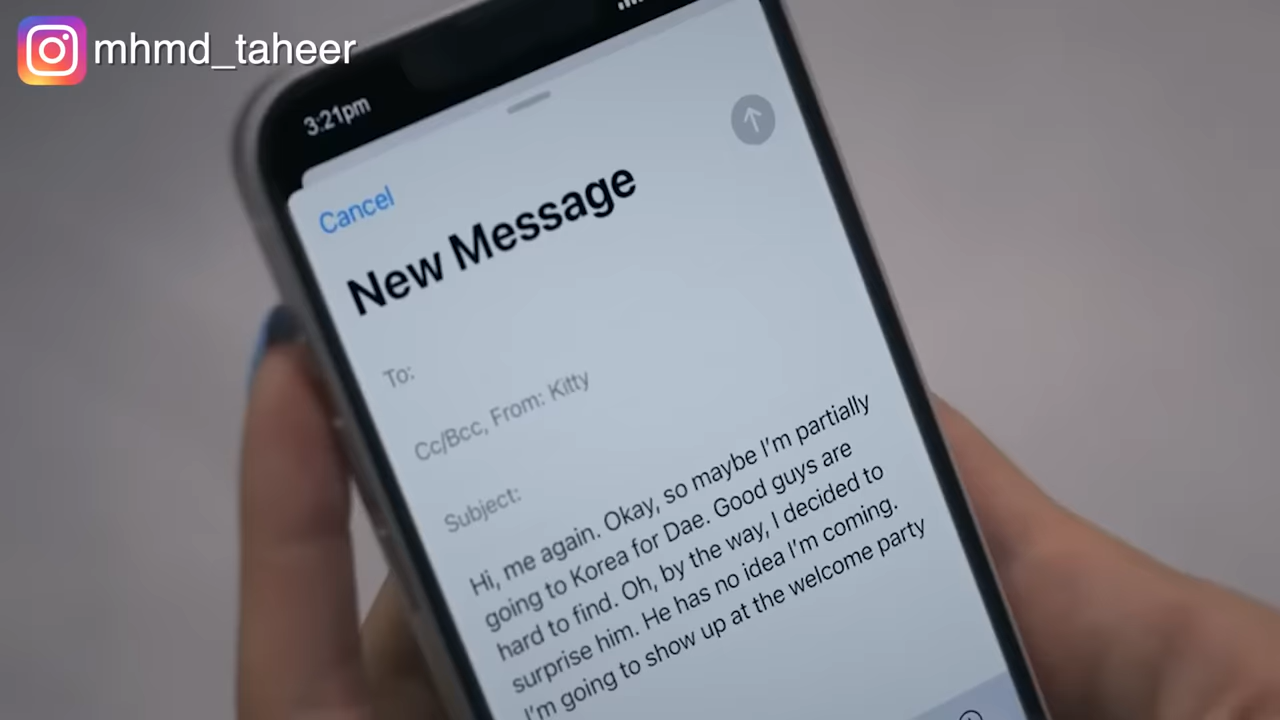 mhmd_taheer
3:21pm
Cancel
New Message
To:
Cc/Bcc, From: Kitty
Subject:
Hi, me again. Okay, so maybe I'm partially
going to Korea for Dae. Good guys are
hard to find. Oh, by the way, I decided to
surprise him. He has no idea I'm coming.
I'm going to show up at the welcome party